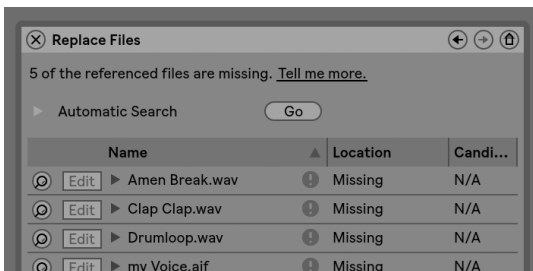 Replace Files
5 of the referenced files are missing. Tell me more.
Automatic Search Go
Name Location Candi...
Edit Amen Break.wav Missing N/A
Edit Clap Clap.wav Missing N/A
Edit Drumloop.wav Missing N/A
Edit my Voice.aif Missing N/A